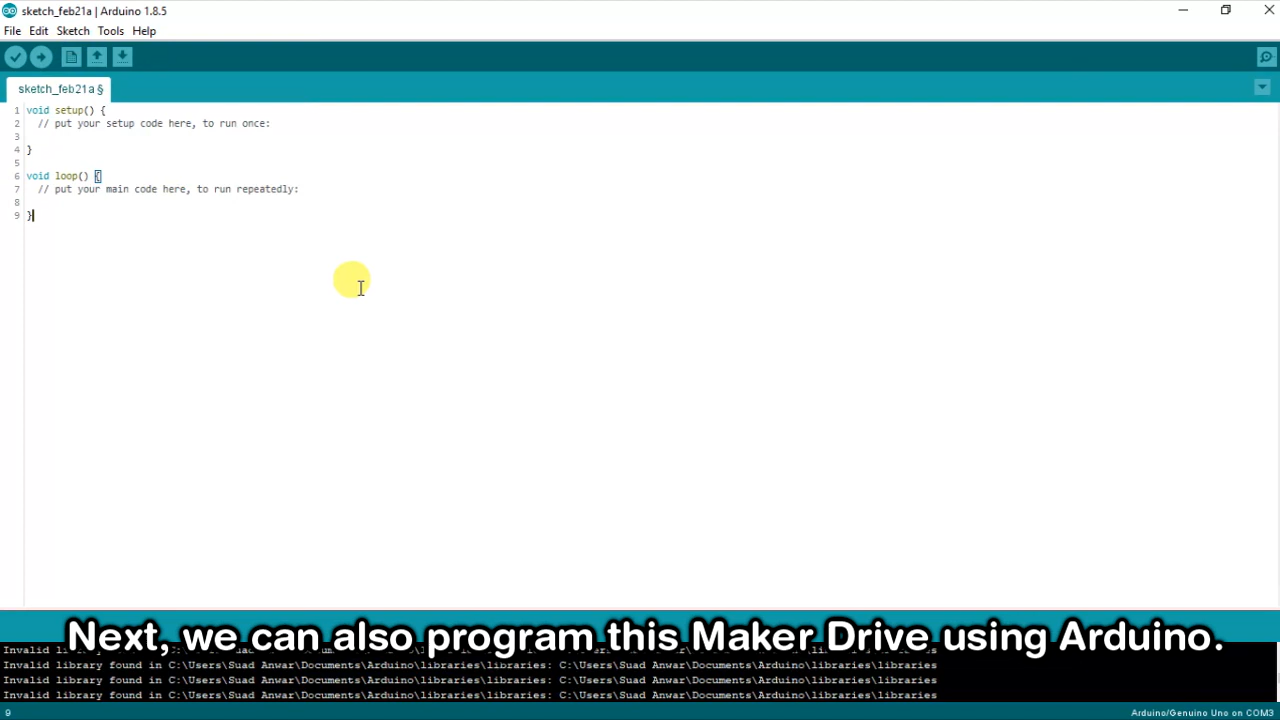 sketch_feb21a | Arduino 1.8.5
File Edit Sketch Tools Help
sketch_feb21a §
1 void setup() {
2 // put your setup code here, to run once:
3
4 }
5
6 void loop() {
7 // put your main code here, to run repeatedly:
8
9 }
Next, we can also program this Maker Drive using Arduino.
Invalid library found in C:\Users\Suad Anwar\Documents\Arduino\libraries\libraries: C:\Users\Suad Anwar\Documents\Arduino\libraries\libraries
Invalid library found in C:\Users\Suad Anwar\Documents\Arduino\libraries\libraries: C:\Users\Suad Anwar\Documents\Arduino\libraries\libraries
Invalid library found in C:\Users\Suad Anwar\Documents\Arduino\libraries\libraries: C:\Users\Suad Anwar\Documents\Arduino\libraries\libraries
9 Arduino/Genuino Uno on COM3